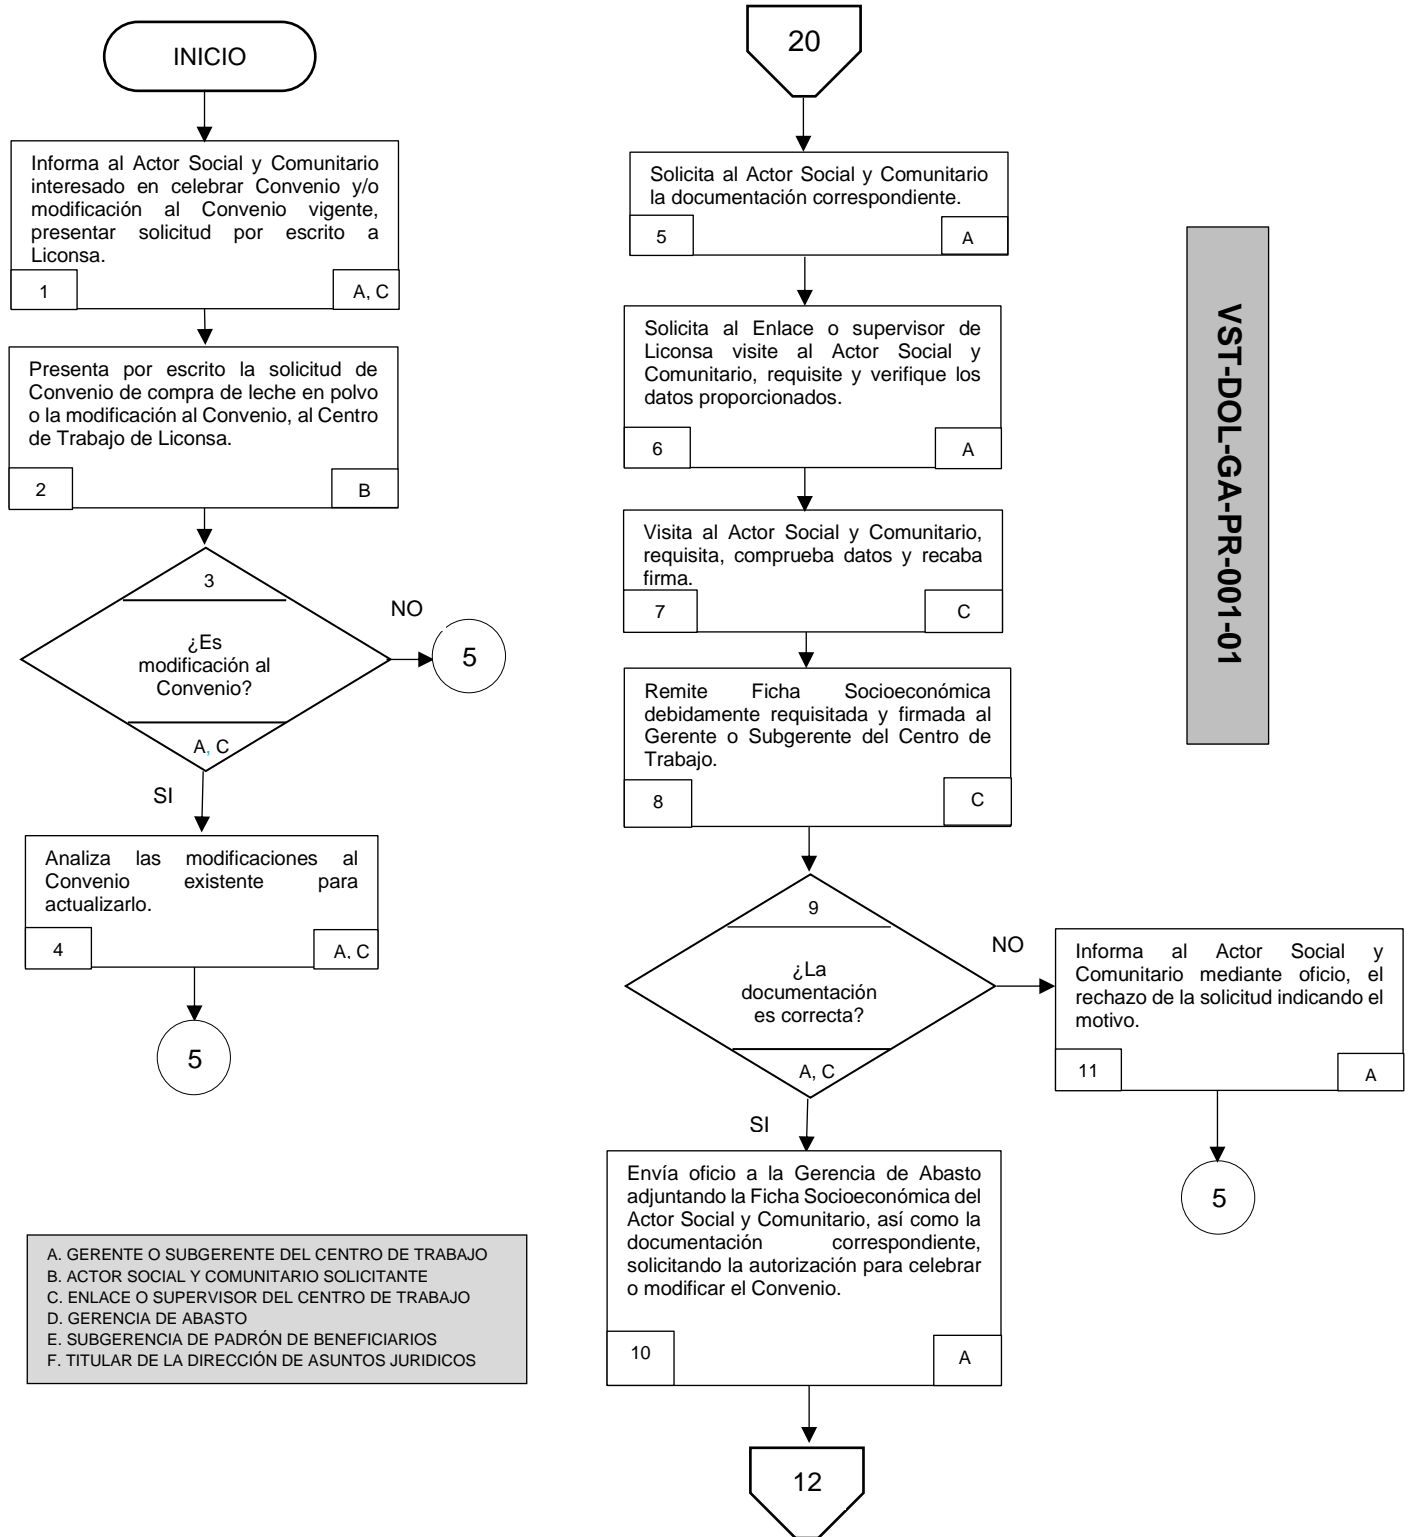 INICIO
Informa al Actor Social y Comunitario
interesado en celebrar Convenio y/o
modificación al Convenio vigente,
presentar solicitud por escrito a
Liconsa.
1
A, C
Presenta por escrito la solicitud de
Convenio de compra de leche en polvo
o la modificación al Convenio, al Centro
de Trabajo de Liconsa.
2
B
3
¿Es
modificación al
Convenio?
A, C
NO
5
SI
Analiza las modificaciones al
Convenio existente para
actualizarlo.
4
A, C
5
A. GERENTE O SUBGERENTE DEL CENTRO DE TRABAJO
B. ACTOR SOCIAL Y COMUNITARIO SOLICITANTE
C. ENLACE O SUPERVISOR DEL CENTRO DE TRABAJO
D. GERENCIA DE ABASTO
E. SUBGERENCIA DE PADRÓN DE BENEFICIARIOS
F. TITULAR DE LA DIRECCIÓN DE ASUNTOS JURIDICOS
20
Solicita al Actor Social y Comunitario
la documentación correspondiente.
5
A
Solicita al Enlace o supervisor de
Liconsa visite al Actor Social y
Comunitario, requisite y verifique los
datos proporcionados.
6
A
Visita al Actor Social y Comunitario,
requisita, comprueba datos y recaba
firma.
7
C
Remite Ficha Socioeconómica
debidamente requisitada y firmada al
Gerente o Subgerente del Centro de
Trabajo.
8
C
9
¿La
documentación
es correcta?
A, C
NO
Informa al Actor Social y
Comunitario mediante oficio, el
rechazo de la solicitud indicando el
motivo.
11
A
5
SI
Envía oficio a la Gerencia de Abasto
adjuntando la Ficha Socioeconómica del
Actor Social y Comunitario, así como la
documentación correspondiente,
solicitando la autorización para celebrar
o modificar el Convenio.
10
A
12
VST-DOL-GA-PR-001-01